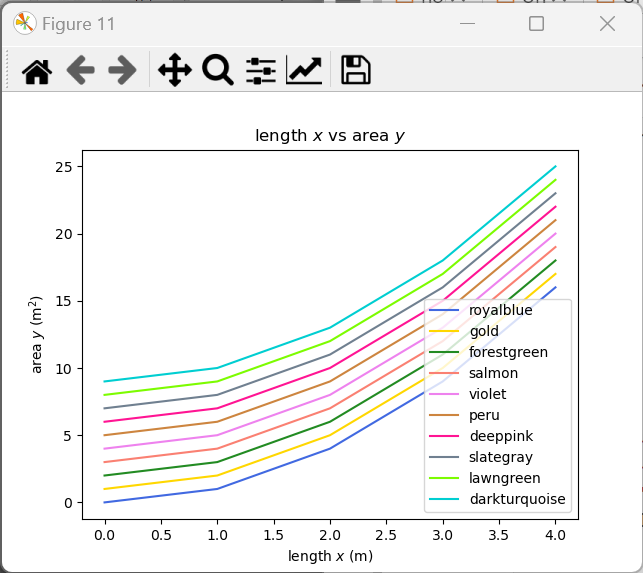 Figure 11
length x vs area y
25
20
15
10
5
0
area y (m²)
0.0 0.5 1.0 1.5 2.0 2.5 3.0 3.5 4.0
length x (m)
royalblue
gold
forestgreen
salmon
violet
peru
deeppink
slategray
lawngreen
darkturquoise